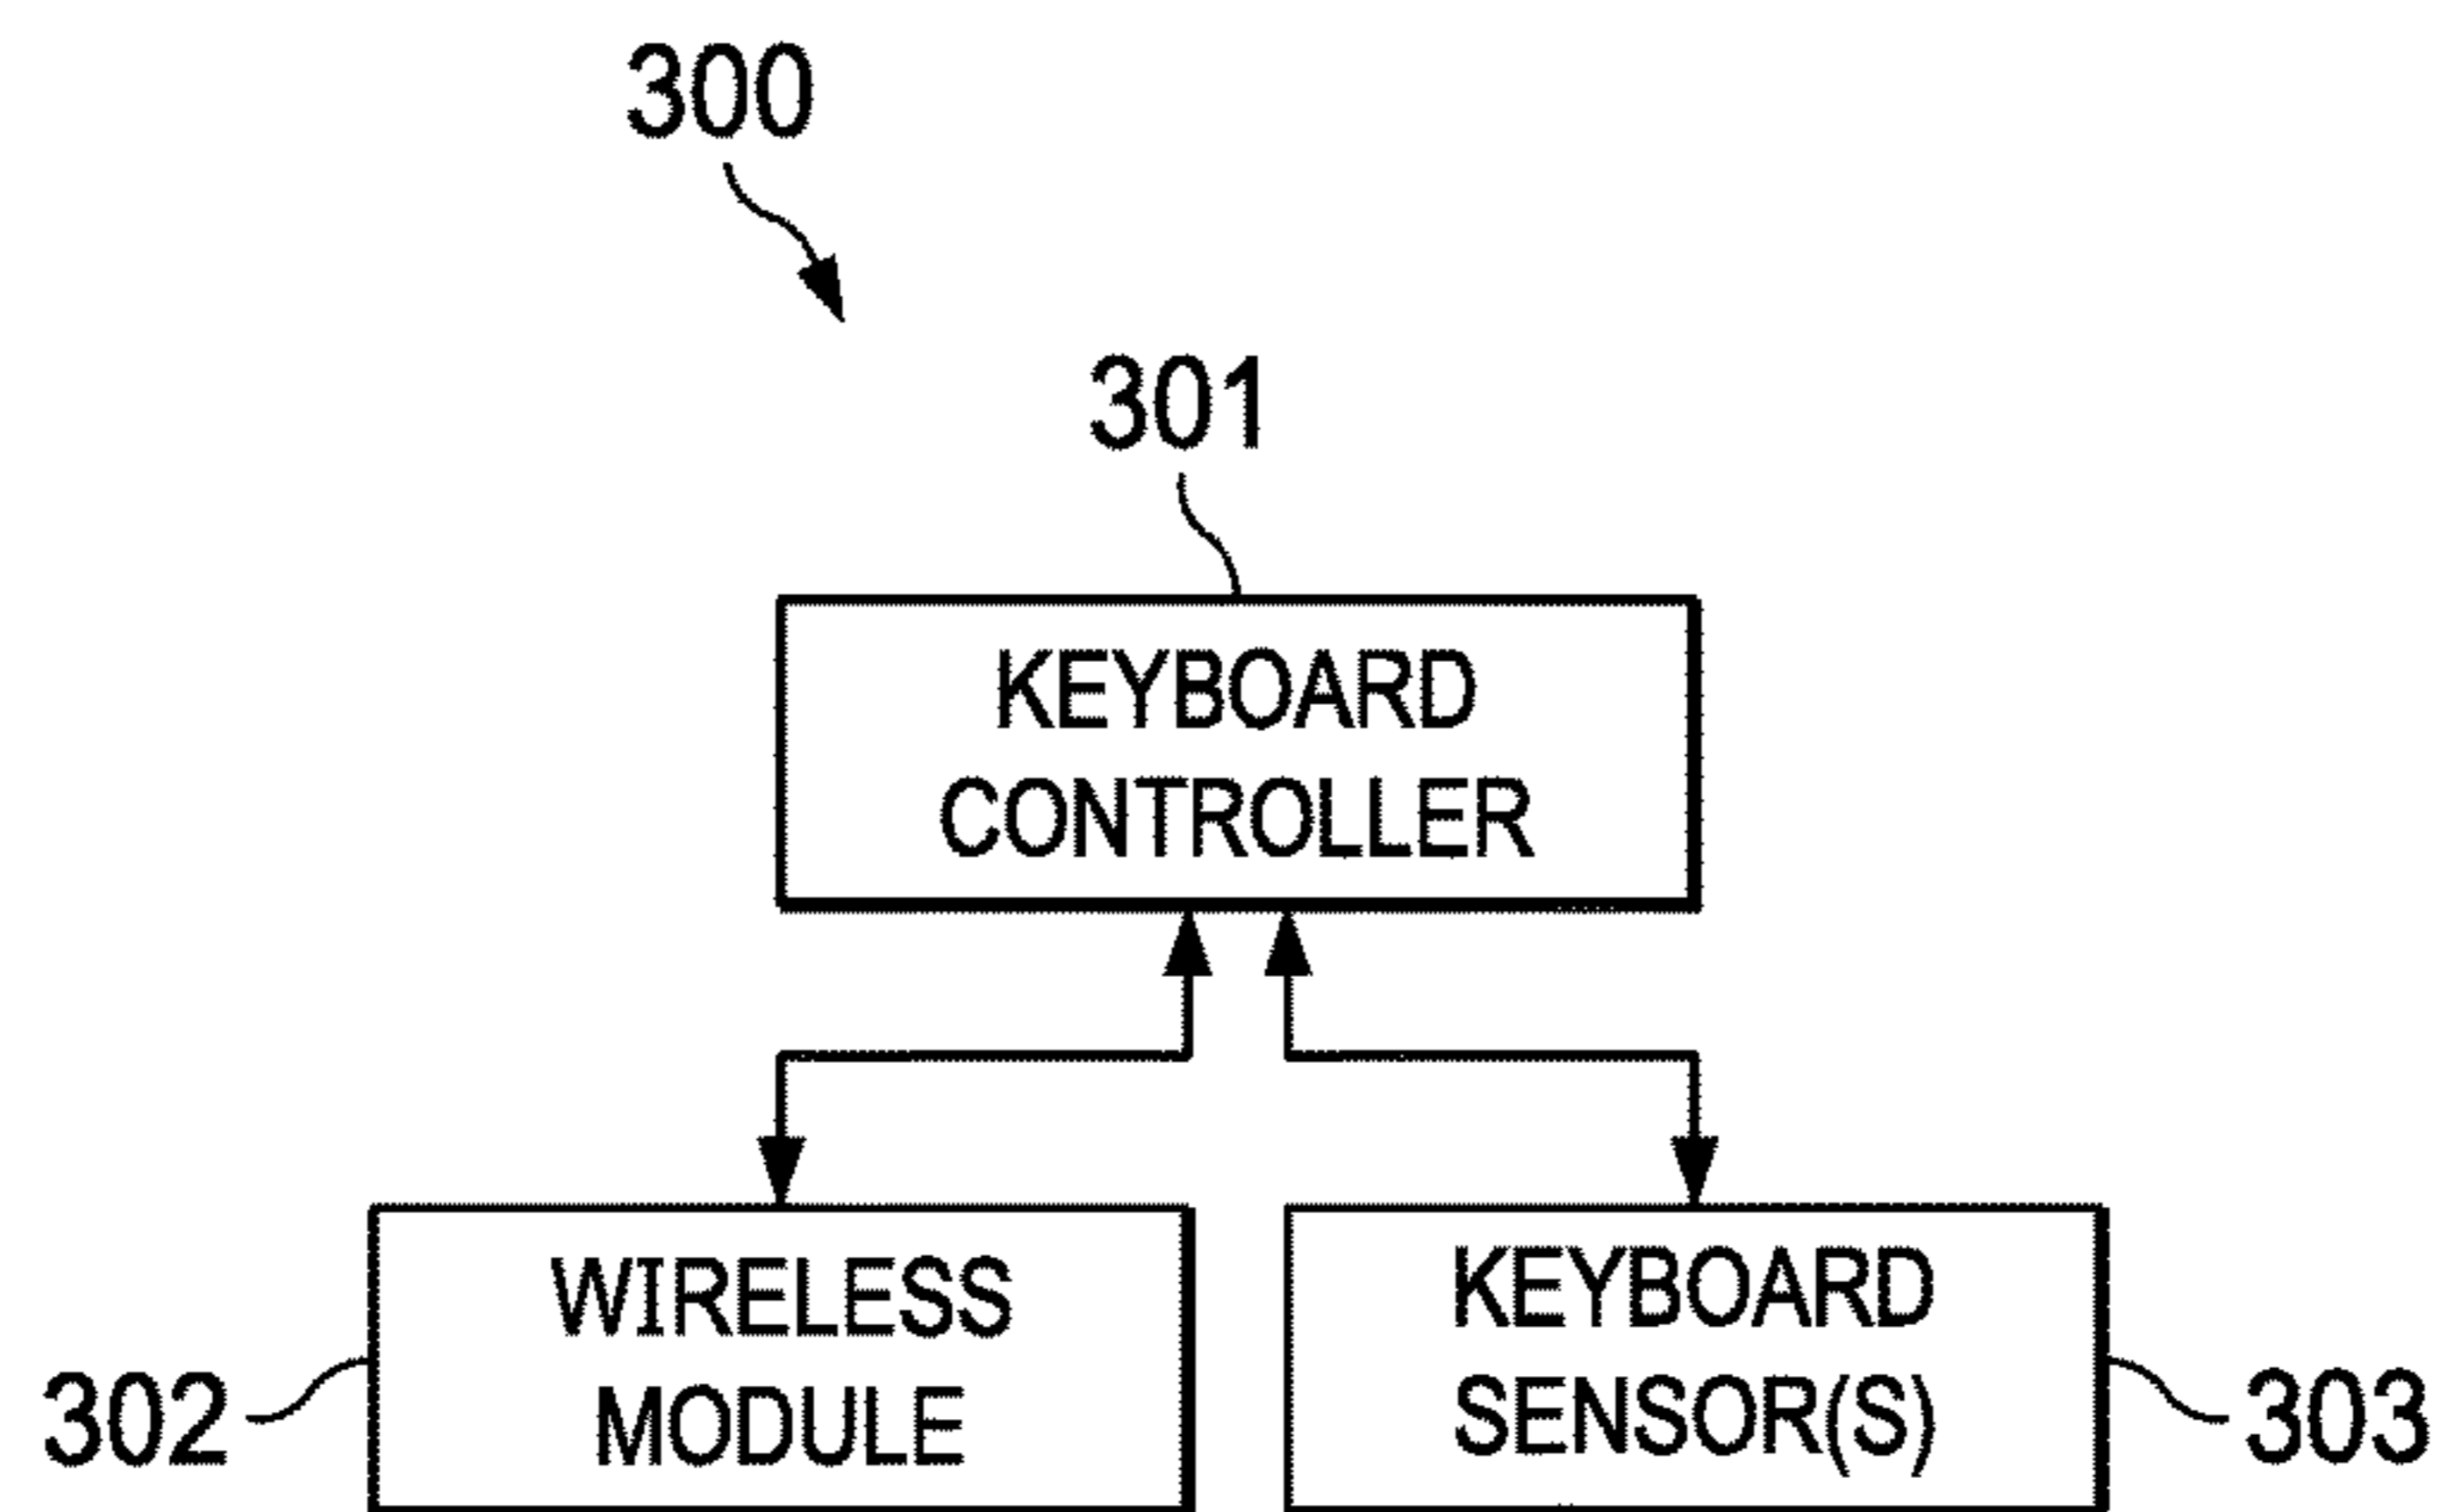 300
301
KEYBOARD
CONTROLLER
WIRELESS
MODULE
302
KEYBOARD
SENSOR(S)
303